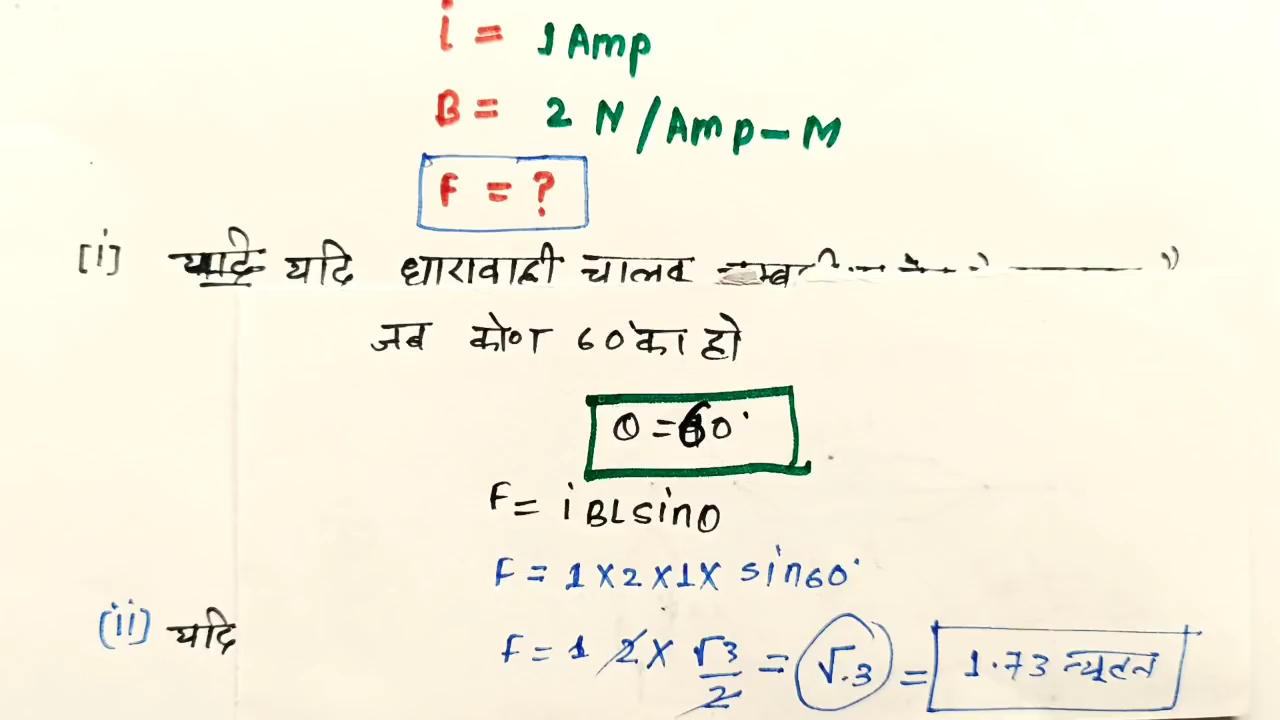 i = 1 Amp
B = 2 N/Amp-M
F = ?
[i] यदि धारावाही चालक
जब कोण 60° का हो
θ = 60°
F = iBLsinθ
F = 1 × 2 × 1 × sin60°
[ii] यदि
F = 1 2 × √3/2 = √.3 = 1.73 न्यूटन